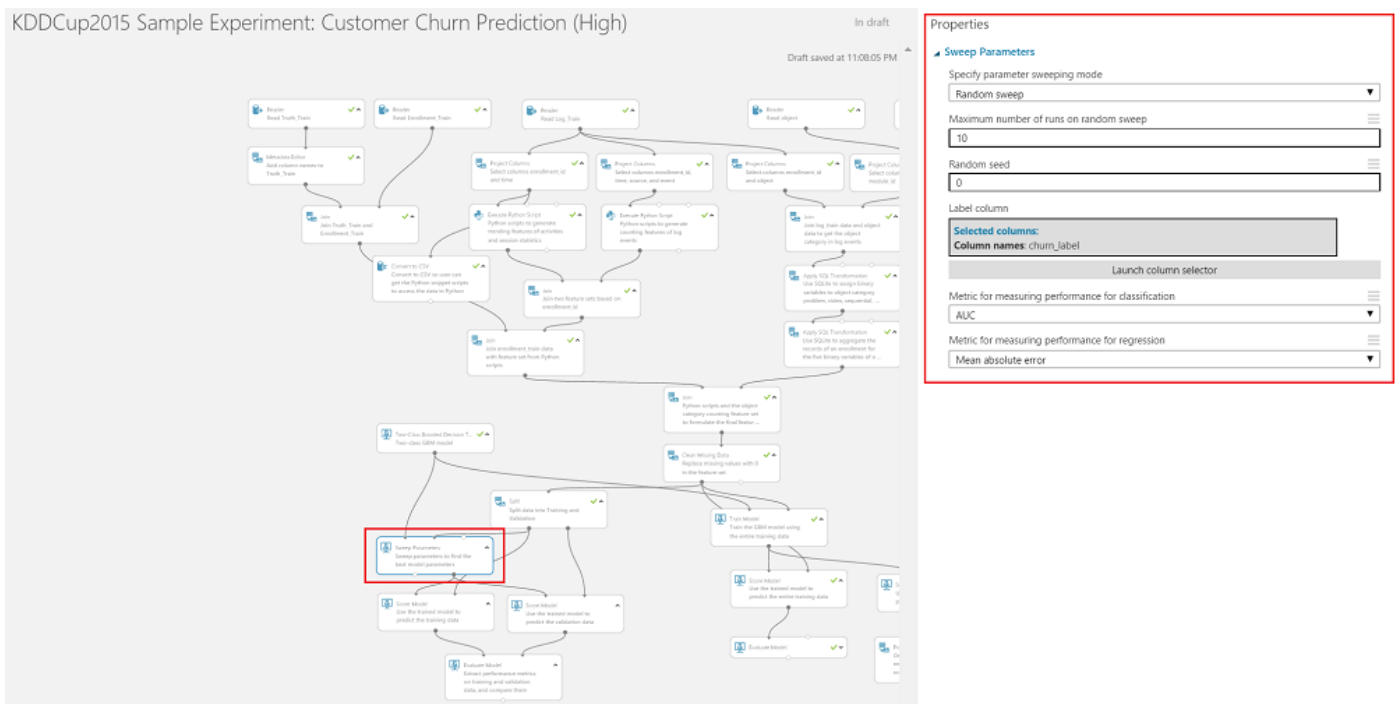 KDDCup2015 Sample Experiment: Customer Churn Prediction (High)
In draft
Draft saved at 11:08:05 PM
Reader
Read Truth_Train
Reader
Read Enrollment_Train
Reader
Read Log_Train
Reader
Read object
Metadata Editor
Add column names to
Truth_Train
Project Columns
Select columns enrollment_id
and time
Project Columns
Select columns enrollment_id,
time, source, and event
Project Columns
Select columns enrollment_id
and object
Project Colu
Select colum
module_id
Join
Join Truth_Train and
Enrollment_Train
Execute Python Script
Python scripts to generate
trending features of activities
and session statistics
Execute Python Script
Python scripts to generate
counting features of log
events
Join
Join log_train data and object
data to get the object
category in log events
Convert to CSV
Convert to CSV so user can
get the Python snippet scripts
to access the data in Python
Join
Join two feature sets based on
enrollment_id
Apply SQL Transformation
Use SQLite to assign binary
variables to object category
problem, video, sequential, ...
Join
Join enrollment_train data
with feature set from Python
scripts
Apply SQL Transformation
Use SQLite to aggregate the
records of an enrollment for
the five binary variables of o ...
Join
Python scripts and the object
category counting feature set
to formulate the final featur ...
Two-Class Boosted Decision T...
Two-class GBM model
Clean Missing Data
Replace missing values with 0
in the feature set
Split
Split data into Training and
Validation
Train Model
Train the GBM model using
the entire training data
Sweep Parameters
Sweep parameters to find the
best model parameters
Score Model
Use the trained model to
predict the entire training data
Score Model
Use the trained model to
predict the training data
Score Model
Use the trained model to
predict the validation data
Evaluate Model
Evaluate Model
Extract performance metrics
on training and validation
data, and compare them
Properties
Sweep Parameters
Specify parameter sweeping mode
Random sweep
Maximum number of runs on random sweep
10
Random seed
0
Label column
Selected columns:
Column names: churn_label
Launch column selector
Metric for measuring performance for classification
AUC
Metric for measuring performance for regression
Mean absolute error